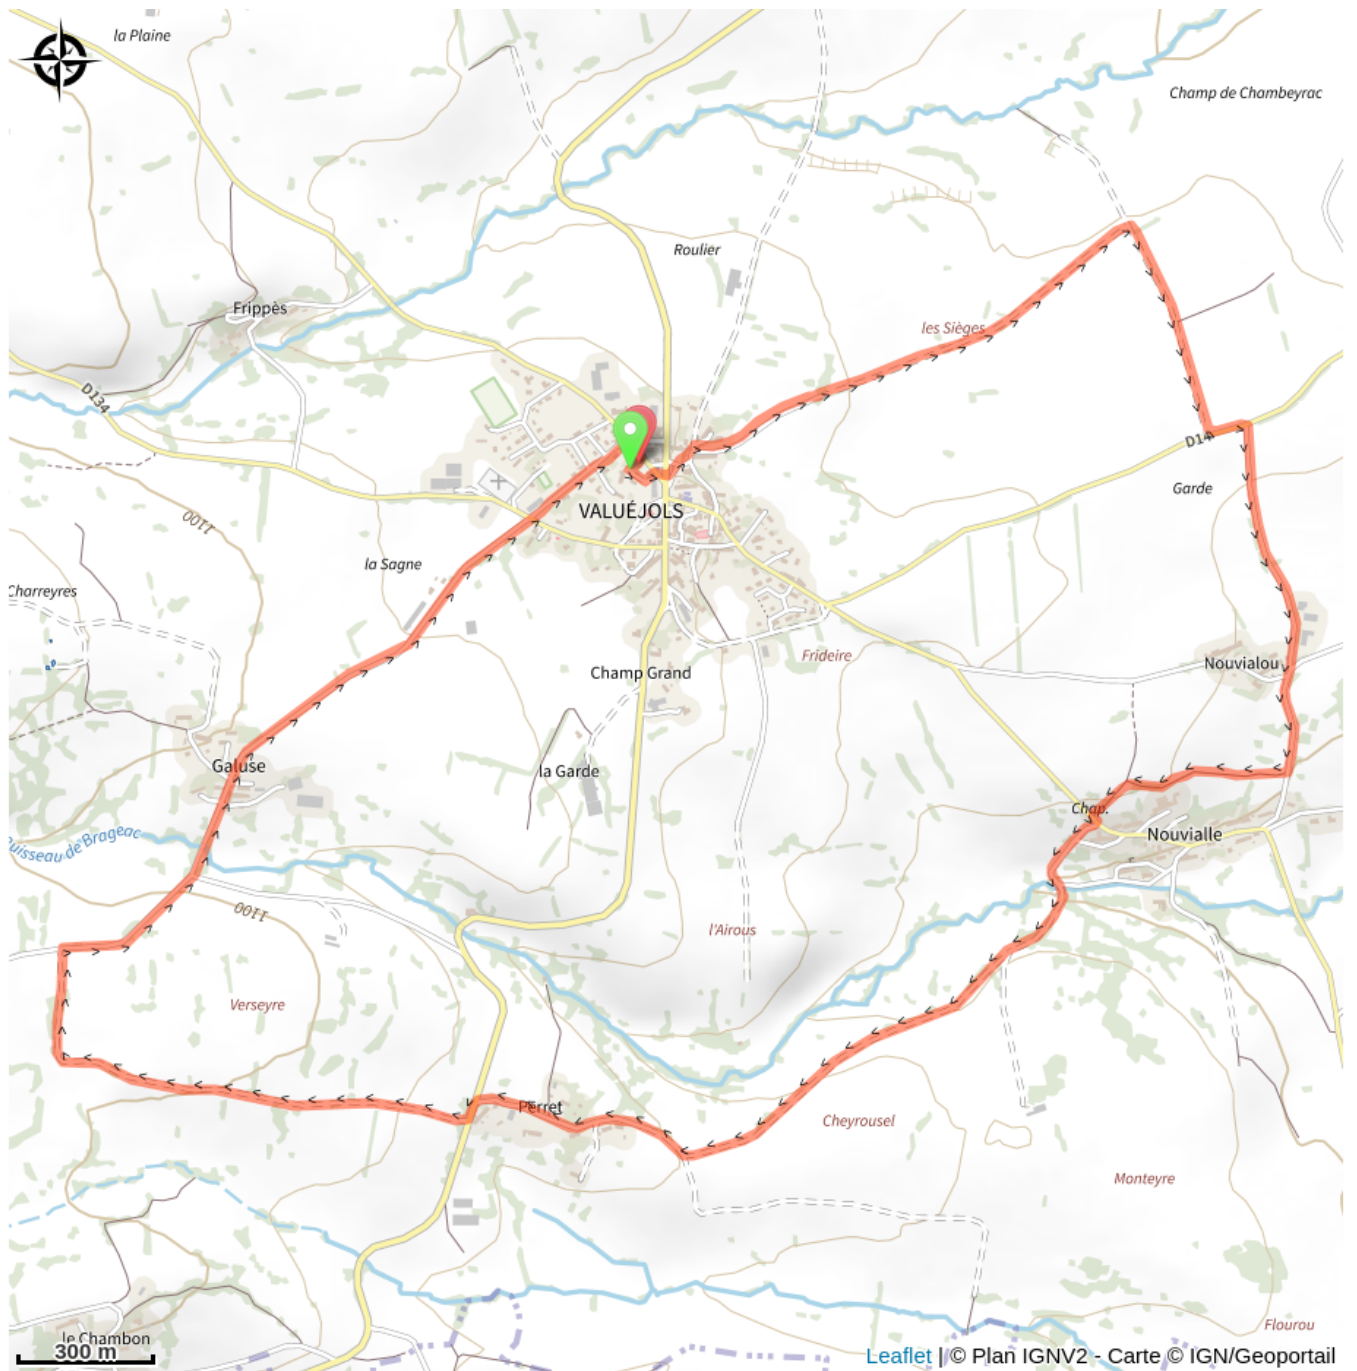 la Plaine
Champ de Chambeyrac
Roulier
Frippès
les Sièges
D134
D14
Garde
VALUÉJOLS
1100
la Sagne
Charreyres
Frideire
Nouvialou
Champ Grand
Galuse
la Garde
Chap.
Nouvialle
Ruisseau de Brageac
1100
l'Airous
Verseyre
Perret
Cheyrousel
Monteyre
Flourou
le Chambon
300 m
Leaflet | © Plan IGNV2 - Carte © IGN/Geoportail